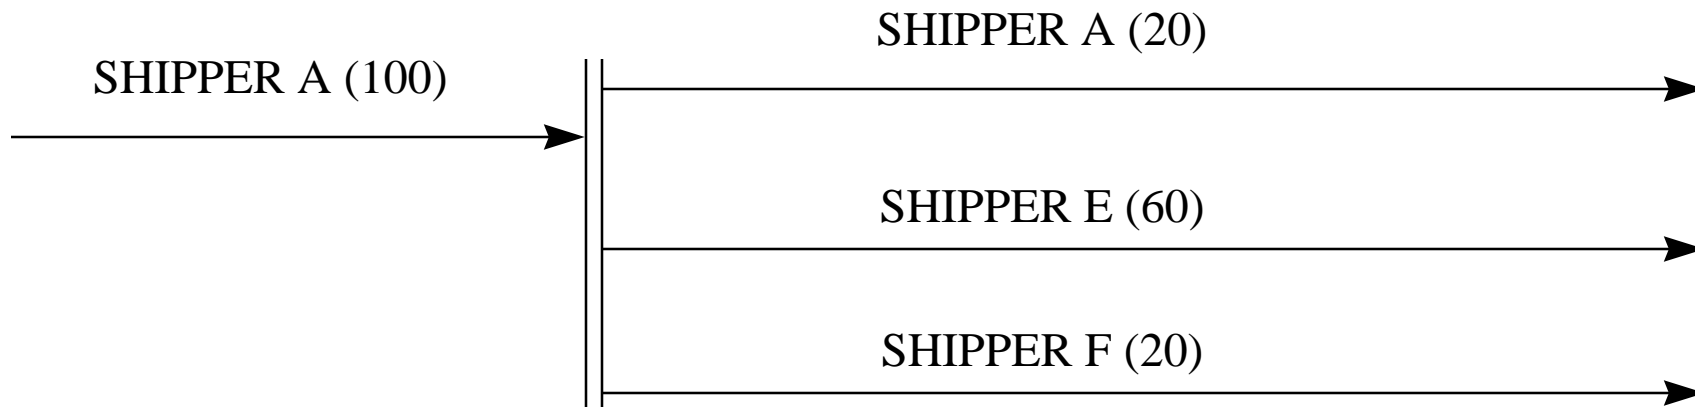 SHIPPER A (100)
SHIPPER A (20)
SHIPPER E (60)
SHIPPER F (20)